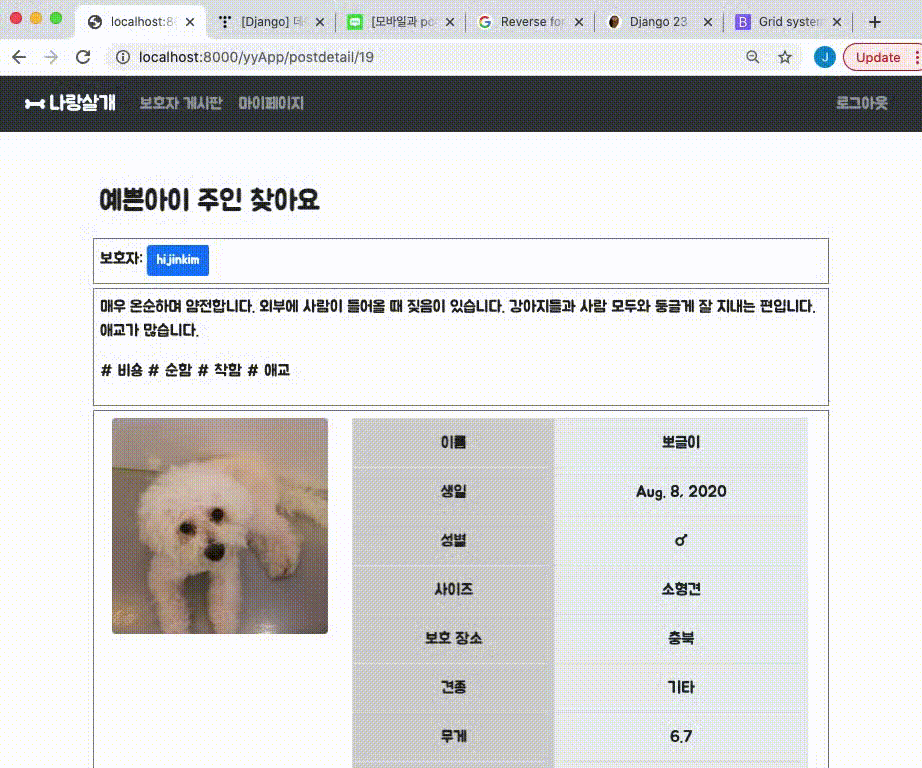 localhost:8
[Django] 데
[모바일과 po
Reverse for
Django 23
Grid system
localhost:8000/yyApp/postdetail/19
J
Update
나랑살개 보호자 게시판 마이페이지 로그아웃
예쁜아이 주인 찾아요
보호자: hijinkim
매우 온순하며 얌전합니다. 외부에 사람이 들어올 때 짖음이 있습니다. 강아지들과 사람 모두와 둥글게 잘 지내는 편입니다.
애교가 많습니다.
# 비숑 # 순함 # 착함 # 애교
이름 뽀글이
생일 Aug. 8, 2020
성별 ♂
사이즈 소형견
보호 장소 충북
견종 기타
무게 6.7